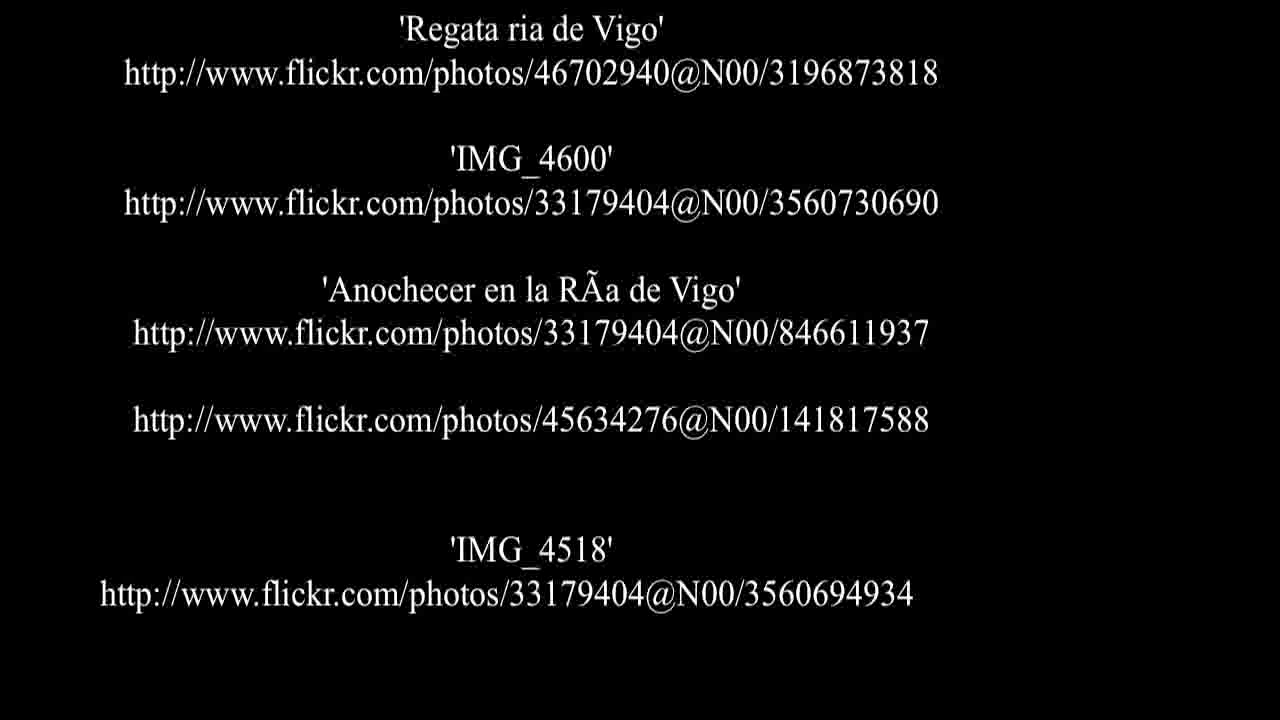 'Regata ria de Vigo'
http://www.flickr.com/photos/46702940@N00/3196873818
'IMG_4600'
http://www.flickr.com/photos/33179404@N00/3560730690
'Anochecer en la RÃa de Vigo'
http://www.flickr.com/photos/33179404@N00/846611937
http://www.flickr.com/photos/45634276@N00/141817588
'IMG_4518'
http://www.flickr.com/photos/33179404@N00/3560694934